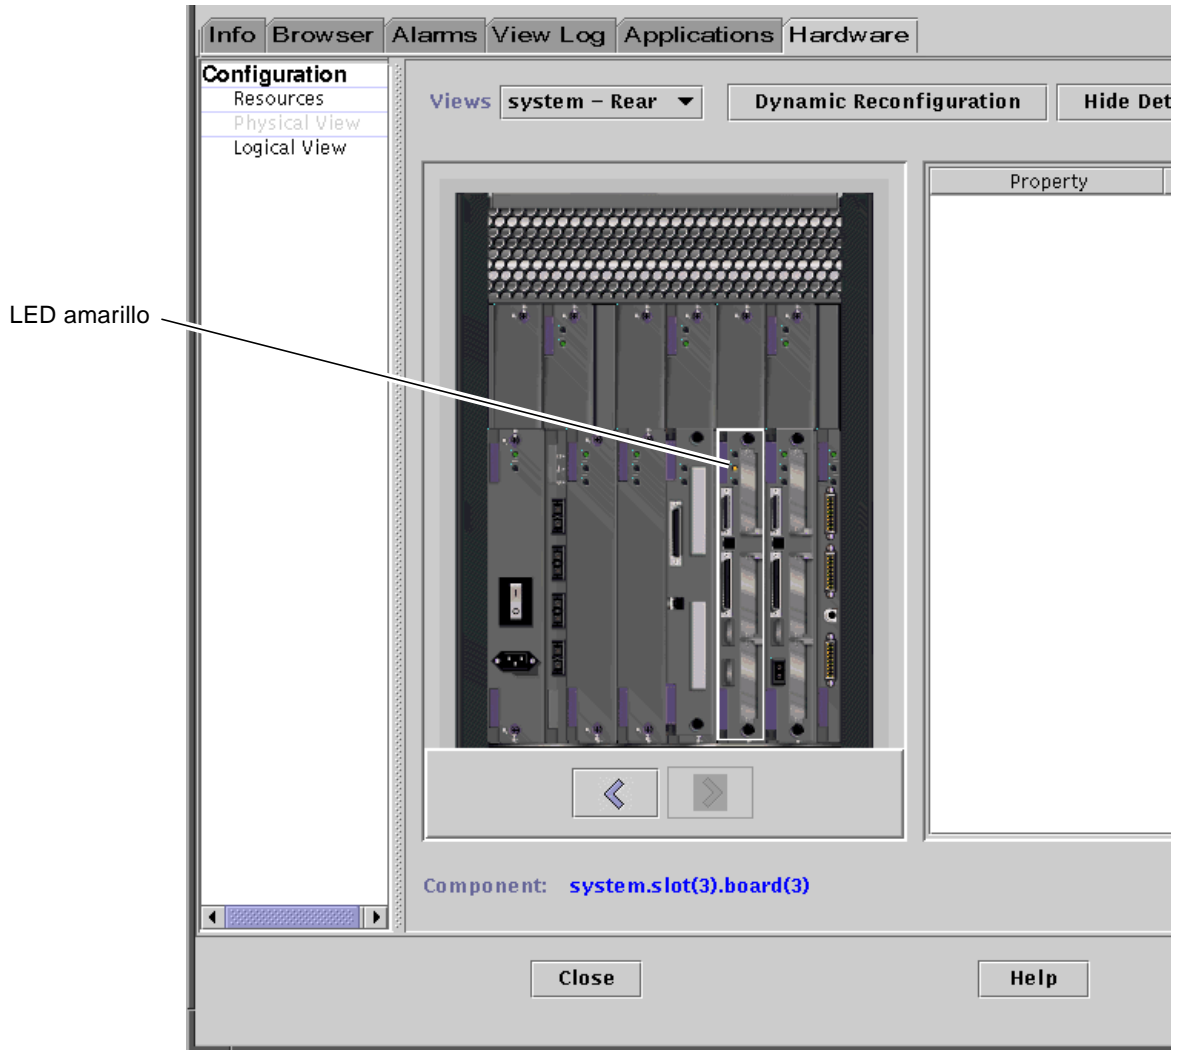 Info Browser Alarms View Log Applications Hardware
Configuration
Resources
Physical View
Logical View
Views system – Rear Dynamic Reconfiguration Hide Det
Property
LED amarillo
Component: system.slot(3).board(3)
Close Help